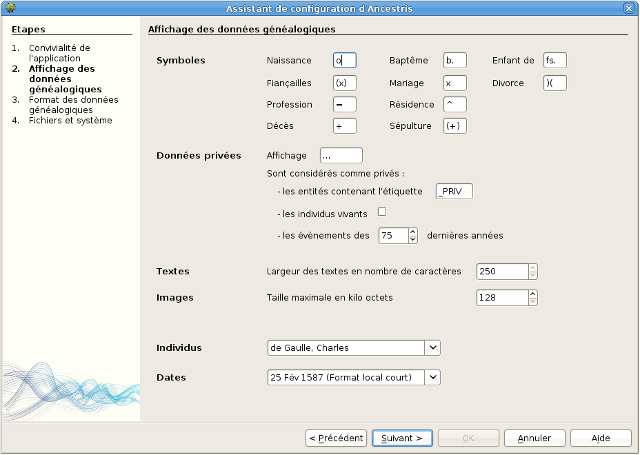 Assistant de configuration d'Ancestris
Etapes
1. Convivialité de
l'application
2. Affichage des
données
généalogiques
3. Format des données
généalogiques
4. Fichiers et système
Affichage des données généalogiques
Symboles Naissance o Baptême b. Enfant de fs.
Fiançailles (x) Mariage x Divorce )(
Profession = Résidence ^
Décès + Sépulture (+)
Données privées Affichage ...
Sont considérés comme privés :
- les entités contenant l'étiquette _PRIV
- les individus vivants
- les évènements des 75 dernières années
Textes Largeur des textes en nombre de caractères 250
Images Taille maximale en kilo octets 128
Individus de Gaulle, Charles
Dates 25 Fév 1587 (Format local court)
< Précédent Suivant > OK Annuler Aide